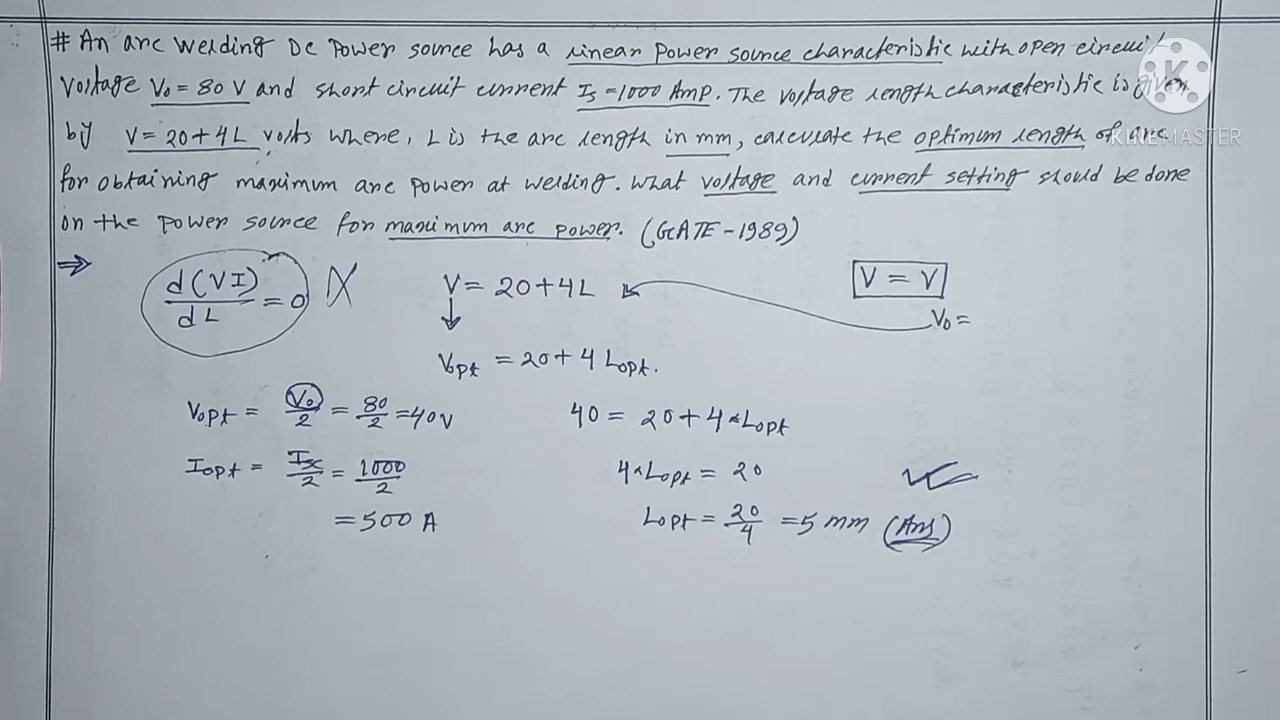 # An arc welding DC power source has a linear power source characteristic with open circuit
voltage V₀ = 80 V and short circuit current Is = 1000 Amp. The voltage length characteristic is given
by V = 20 + 4L volts where, L is the arc length in mm, calculate the optimum length of arc
for obtaining maximum arc power at welding. What voltage and current setting should be done
on the power source for maximum arc power. (GATE - 1989)
KINEMASTER
⇒ d(VI)/dL = 0 X
V = 20 + 4L
V = V
V₀ =
Vopt = 20 + 4 Lopt.
Vopt = V₀/2 = 80/2 = 40V
40 = 20 + 4 × Lopt
Iopt = Is/2 = 1000/2
4 × Lopt = 20
= 500 A
Lopt = 20/4 = 5 mm (Ans)